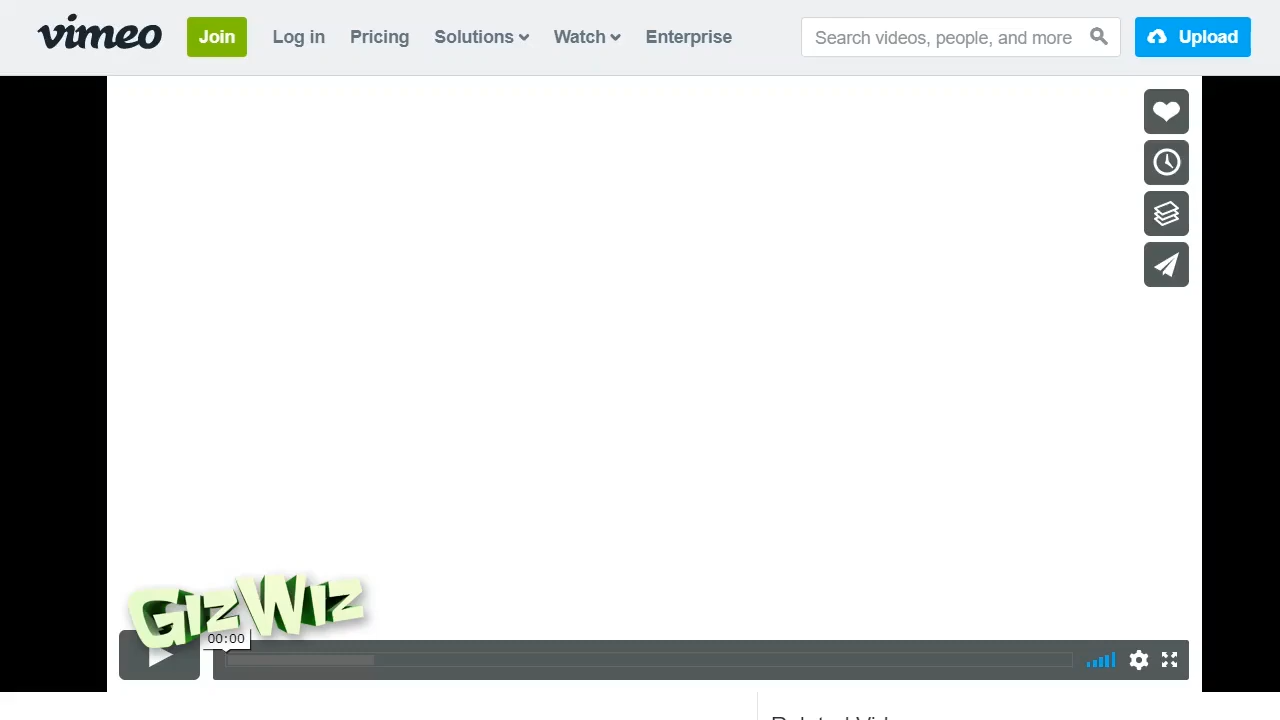 vimeo Join Log in Pricing Solutions Watch Enterprise Search videos, people, and more Upload
GizWiz
00:00